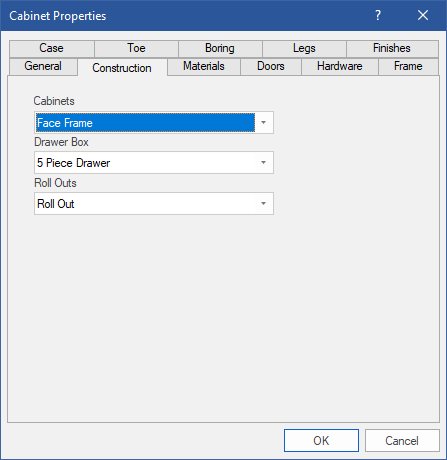 Cabinet Properties ?
Case Toe Boring Legs Finishes
General Construction Materials Doors Hardware Frame
Cabinets
Face Frame
Drawer Box
5 Piece Drawer
Roll Outs
Roll Out
OK Cancel